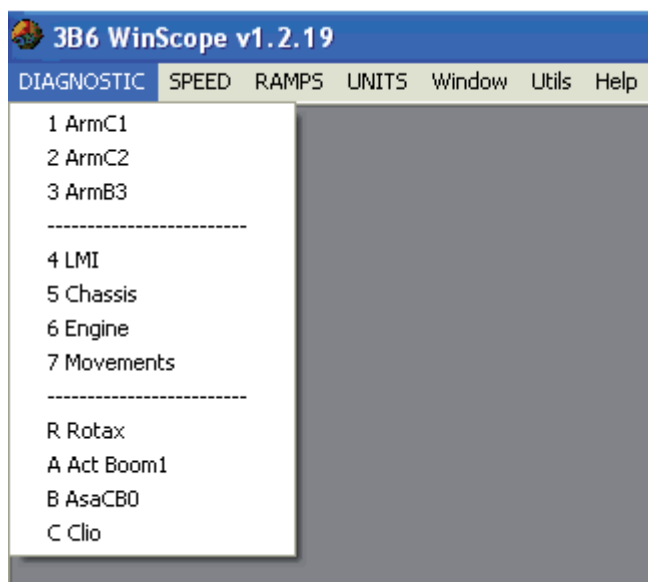 3B6 WinScope v1.2.19
DIAGNOSTIC SPEED RAMPS UNITS Window Utils Help
1 ArmC1
2 ArmC2
3 ArmB3
-------------------------
4 LMI
5 Chassis
6 Engine
7 Movements
-------------------------
R Rotax
A Act Boom1
B AsaCB0
C Clio